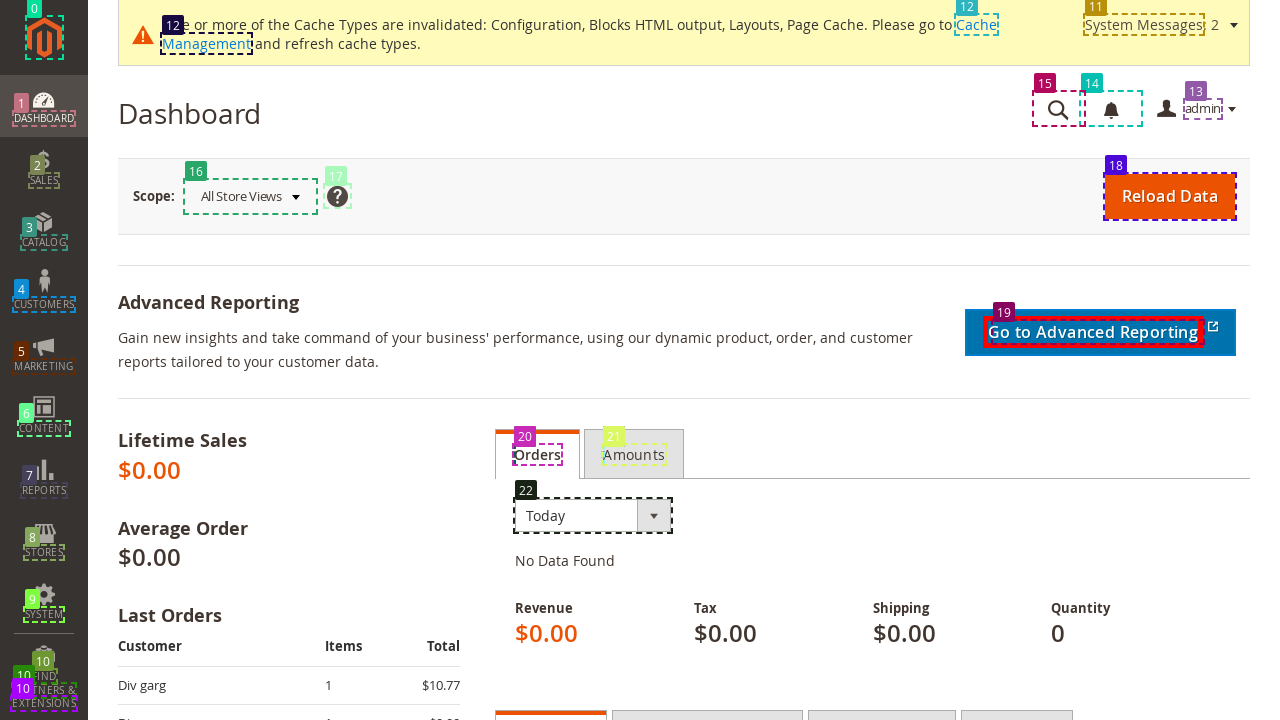 0
One or more of the Cache Types are invalidated: Configuration, Blocks HTML output, Layouts, Page Cache. Please go to Cache
Management and refresh cache types.
12
12
11
System Messages: 2
1
DASHBOARD
Dashboard
15
14
13
admin
2
SALES
Scope:
16
All Store Views
17
18
Reload Data
3
CATALOG
4
CUSTOMERS
Advanced Reporting
Gain new insights and take command of your business' performance, using our dynamic product, order, and customer
reports tailored to your customer data.
19
Go to Advanced Reporting
5
MARKETING
6
CONTENT
7
REPORTS
8
STORES
9
SYSTEM
10
FIND
10
10
PARTNERS &
EXTENSIONS
Lifetime Sales
$0.00
Average Order
$0.00
Last Orders
Customer Items Total
Div garg 1 $10.77
20
Orders
21
Amounts
22
Today
No Data Found
Revenue Tax Shipping Quantity
$0.00 $0.00 $0.00 0